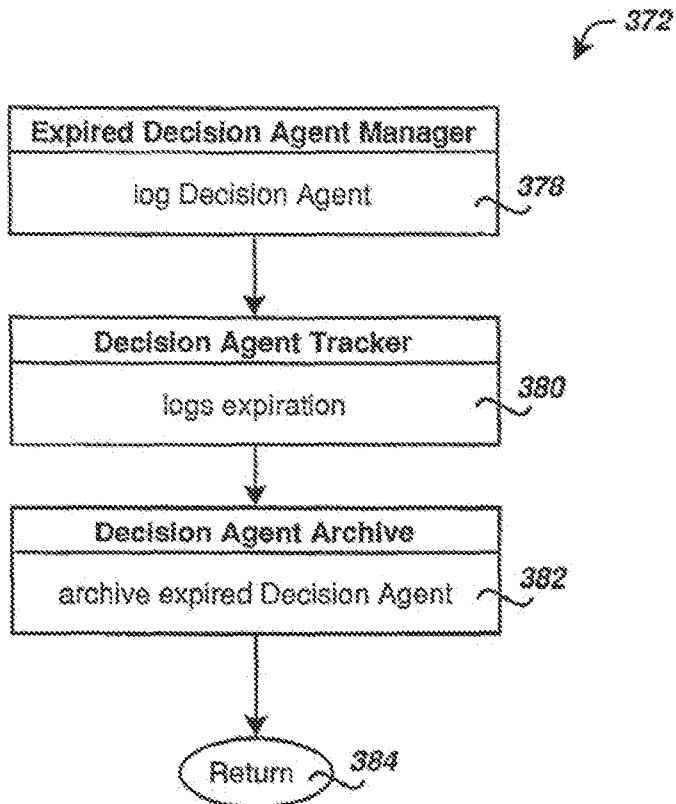 372
Expired Decision Agent Manager
log Decision Agent
378
Decision Agent Tracker
logs expiration
380
Decision Agent Archive
archive expired Decision Agent
382
Return
384